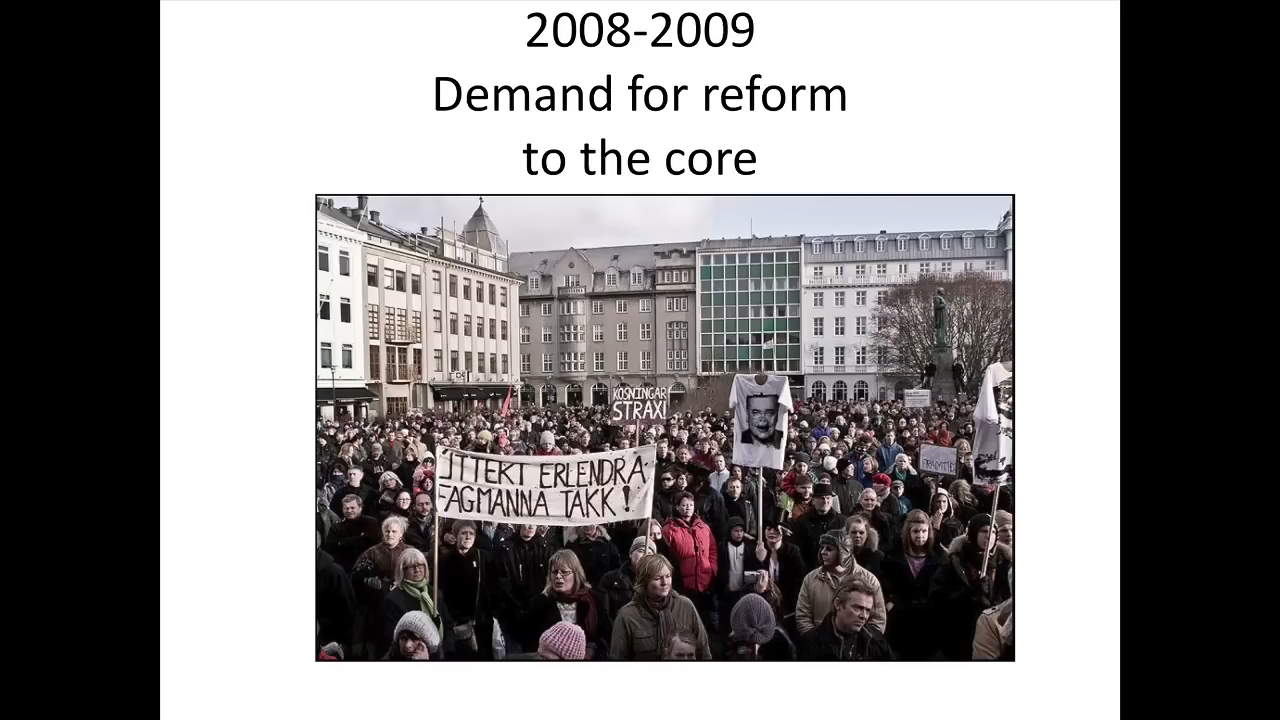 2008-2009
Demand for reform
to the core
KOSNINGAR
STRAX!
ÚTTEKT ERLENDRA
FAGMANNA TAKK!